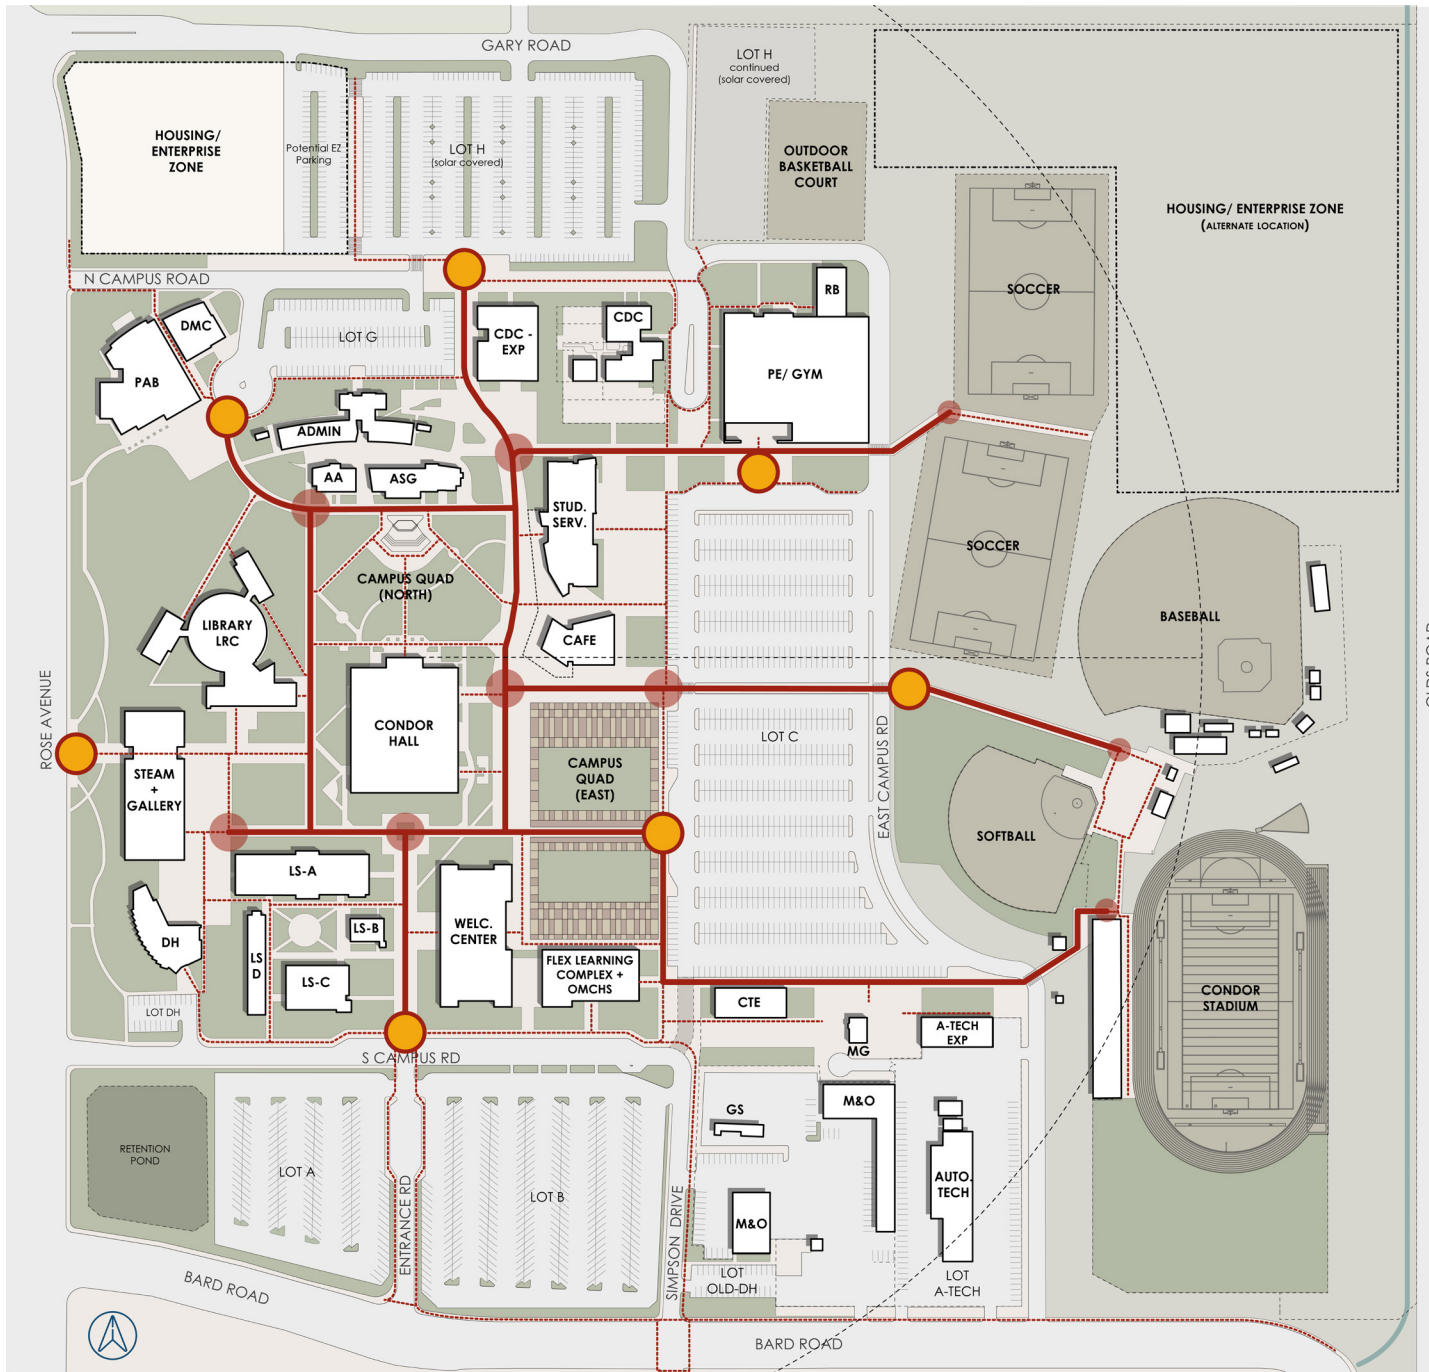 GARY ROAD
LOT H
continued
(solar covered)
HOUSING/
ENTERPRISE
ZONE
Potential EZ
Parking
LOT H
(solar covered)
OUTDOOR
BASKETBALL
COURT
HOUSING/ ENTERPRISE ZONE
(ALTERNATE LOCATION)
N CAMPUS ROAD
RB
SOCCER
DMC
LOT G
CDC -
EXP
CDC
PAB
PE/ GYM
ADMIN
AA
ASG
STUD.
SERV.
SOCCER
CAMPUS QUAD
(NORTH)
LIBRARY
LRC
CAFE
BASEBALL
ROSE AVENUE
OLDS ROAD
CONDOR
HALL
LOT C
EAST CAMPUS RD
STEAM
+
GALLERY
CAMPUS
QUAD
(EAST)
SOFTBALL
LS-A
DH
LS
D
LS-B
LS-C
WELC.
CENTER
FLEX LEARNING
COMPLEX +
OMCHS
CTE
CONDOR
STADIUM
LOT DH
A-TECH
EXP
MG
S CAMPUS RD
GS
M&O
RETENTION
POND
LOT A
ENTRANCE RD
LOT B
SIMPSON DRIVE
AUTO.
TECH
M&O
LOT
OLD-DH
LOT
A-TECH
BARD ROAD
BARD ROAD